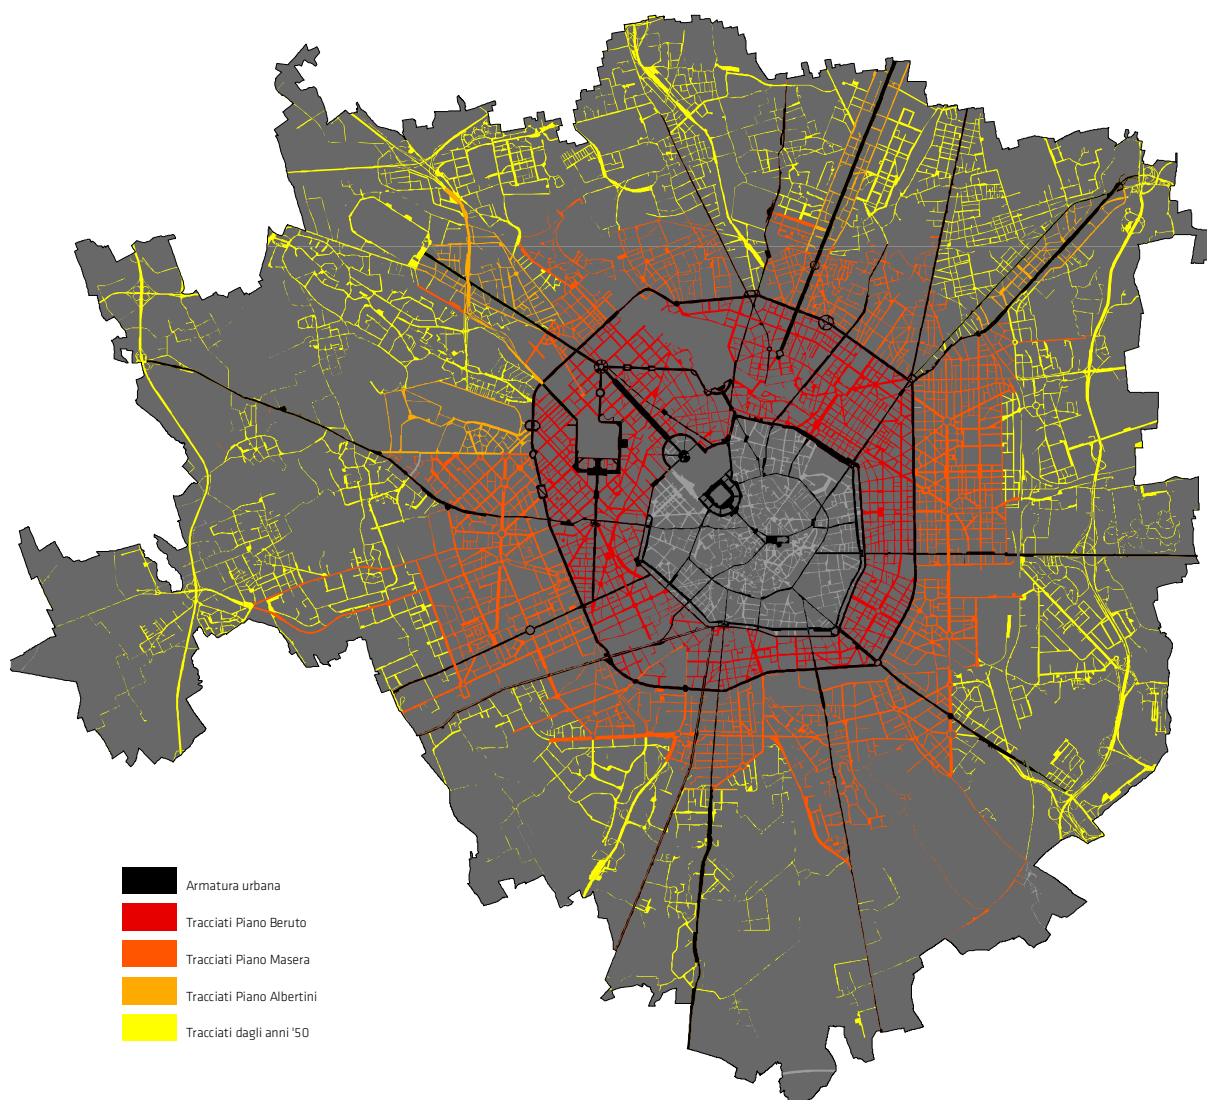 Armatura urbana
Tracciati Piano Beruto
Tracciati Piano Masera
Tracciati Piano Albertini
Tracciati dagli anni '50